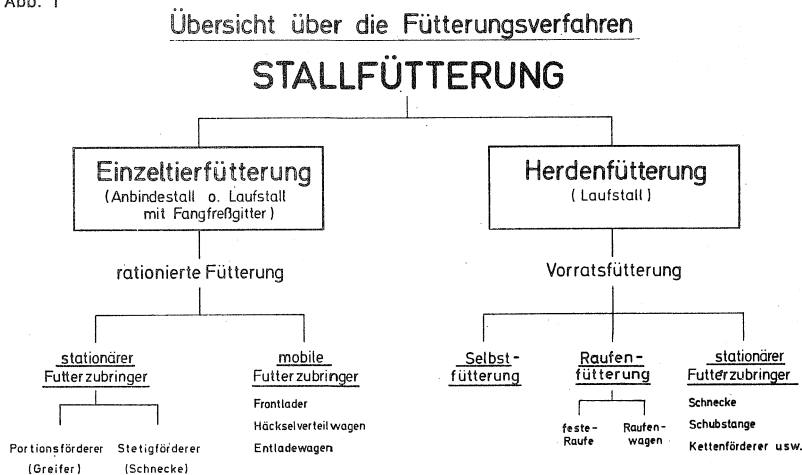 Abb. 1
Übersicht über die Fütterungsverfahren
STALLFÜTTERUNG
Einzeltierfütterung
(Anbindestall o. Laufstall
mit Fangfreßgitter)
Herdenfütterung
(Laufstall)
rationierte Fütterung
Vorratsfütterung
stationärer
Futterzubringer
mobile
Futterzubringer
Selbst-
fütterung
Raufen-
fütterung
stationärer
Futterzubringer
Portionsförderer
(Greifer)
Stetigförderer
(Schnecke)
Frontlader
Häckselverteilwagen
Entladewagen
feste-
Raufe
Raufen-
wagen
Schnecke
Schubstange
Kettenförderer usw.